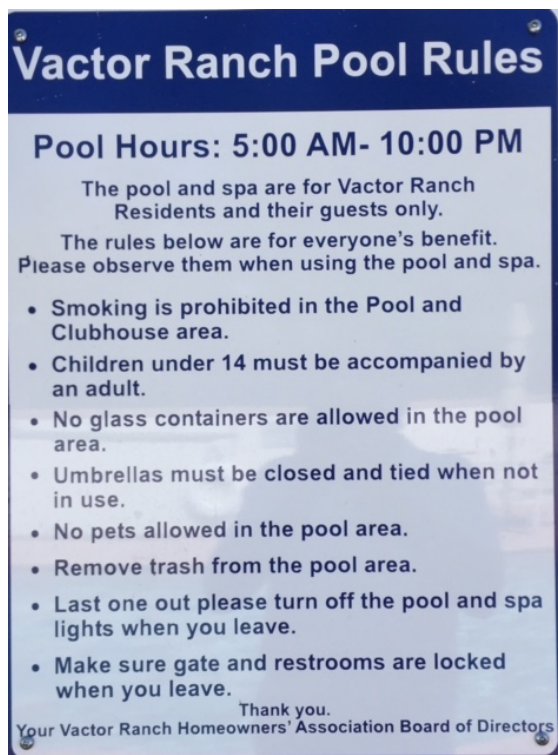 Vactor Ranch Pool Rules
Pool Hours: 5:00 AM- 10:00 PM
The pool and spa are for Vactor Ranch
Residents and their guests only.
The rules below are for everyone's benefit.
Please observe them when using the pool and spa.
• Smoking is prohibited in the Pool and
Clubhouse area.
• Children under 14 must be accompanied by
an adult.
• No glass containers are allowed in the pool
area.
• Umbrellas must be closed and tied when not
in use.
• No pets allowed in the pool area.
• Remove trash from the pool area.
• Last one out please turn off the pool and spa
lights when you leave.
• Make sure gate and restrooms are locked
when you leave.
Thank you.
Your Vactor Ranch Homeowners' Association Board of Directors